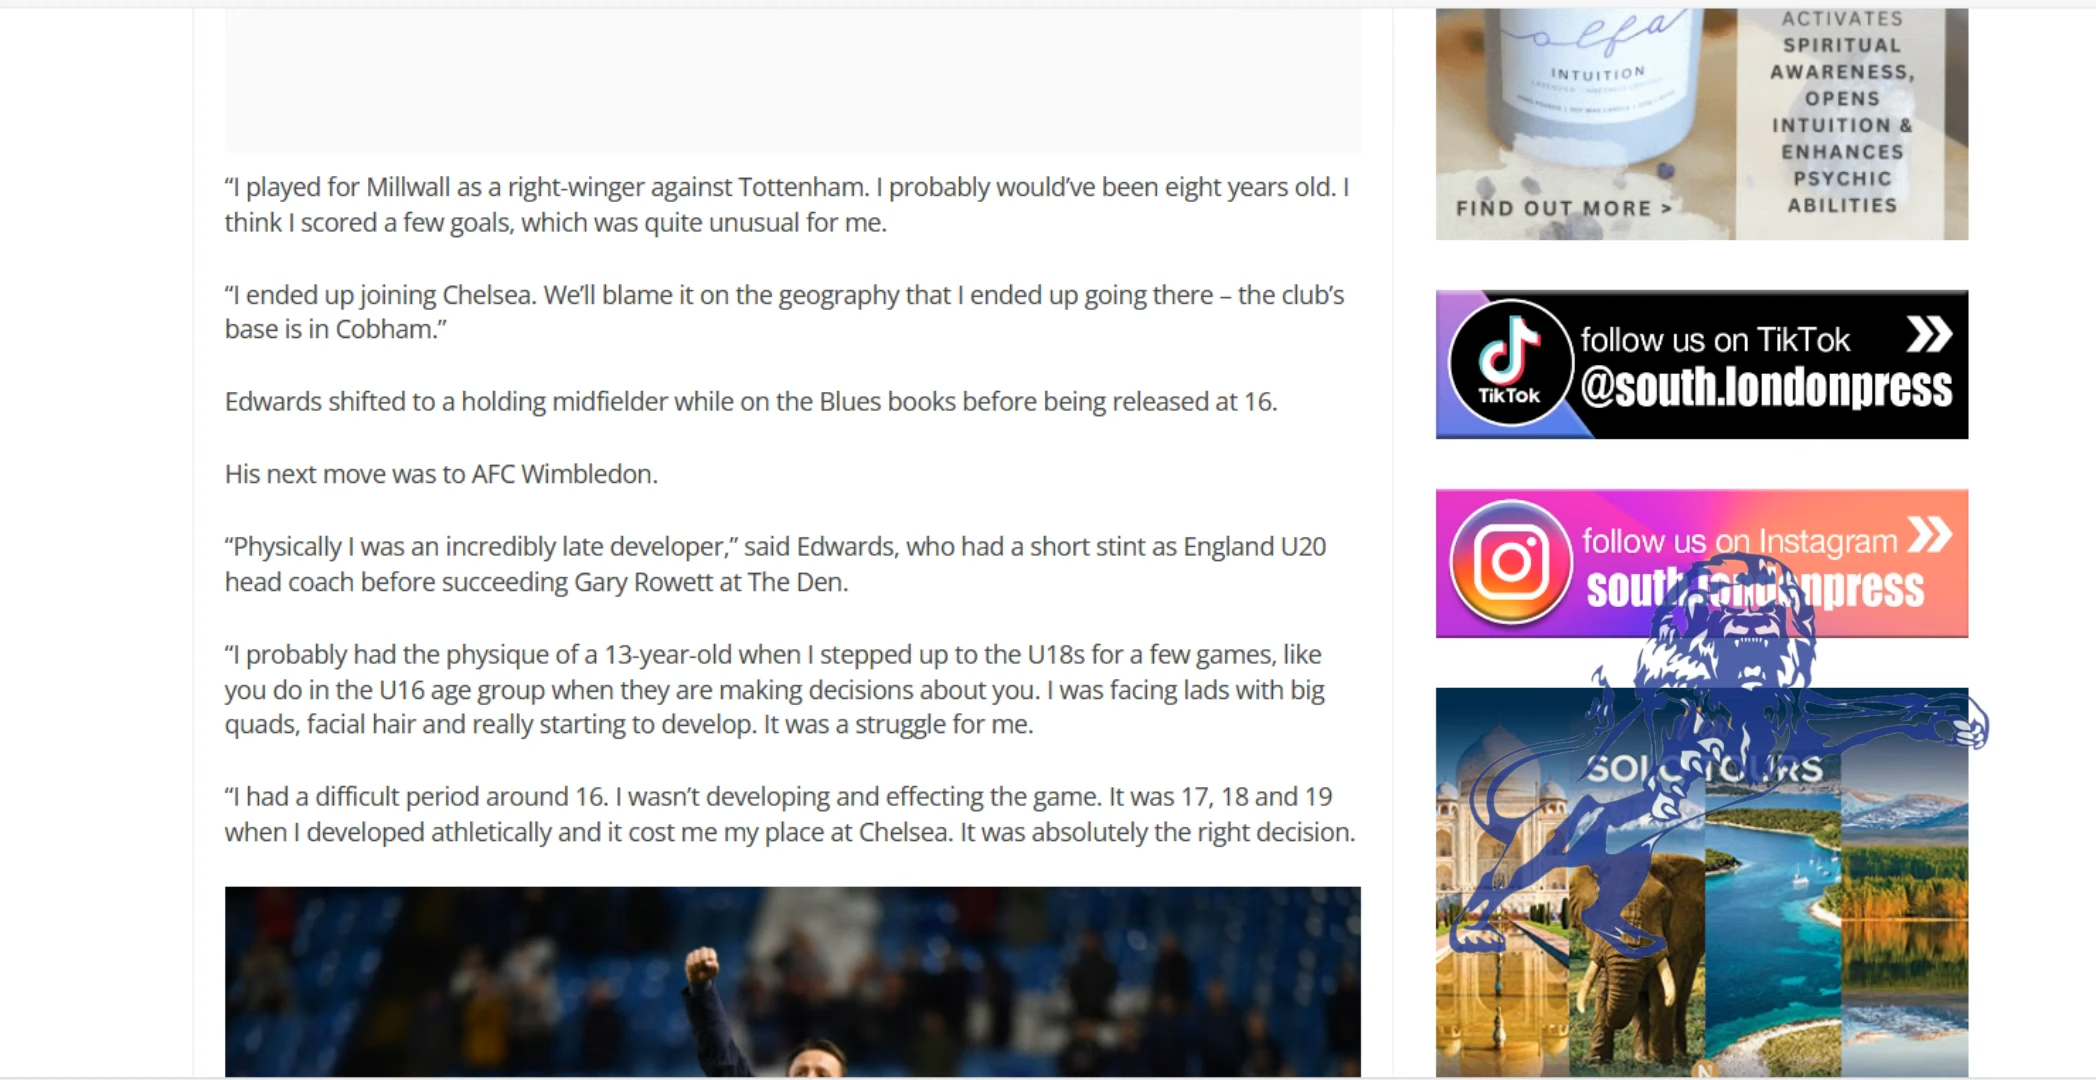 “I played for Millwall as a right-winger against Tottenham. I probably would’ve been eight years old. I
think I scored a few goals, which was quite unusual for me.
“I ended up joining Chelsea. We’ll blame it on the geography that I ended up going there – the club’s
base is in Cobham.”
Edwards shifted to a holding midfielder while on the Blues books before being released at 16.
His next move was to AFC Wimbledon.
“Physically I was an incredibly late developer,” said Edwards, who had a short stint as England U20
head coach before succeeding Gary Rowett at The Den.
“I probably had the physique of a 13-year-old when I stepped up to the U18s for a few games, like
you do in the U16 age group when they are making decisions about you. I was facing lads with big
quads, facial hair and really starting to develop. It was a struggle for me.
“I had a difficult period around 16. I wasn’t developing and effecting the game. It was 17, 18 and 19
when I developed athletically and it cost me my place at Chelsea. It was absolutely the right decision.
alfa
INTUITION
FIND OUT MORE >
ACTIVATES
SPIRITUAL
AWARENESS,
OPENS
INTUITION &
ENHANCES
PSYCHIC
ABILITIES
TikTok
follow us on TikTok
@south.londonpress
follow us on Instagram
south.londonpress
SOLO TOURS
N